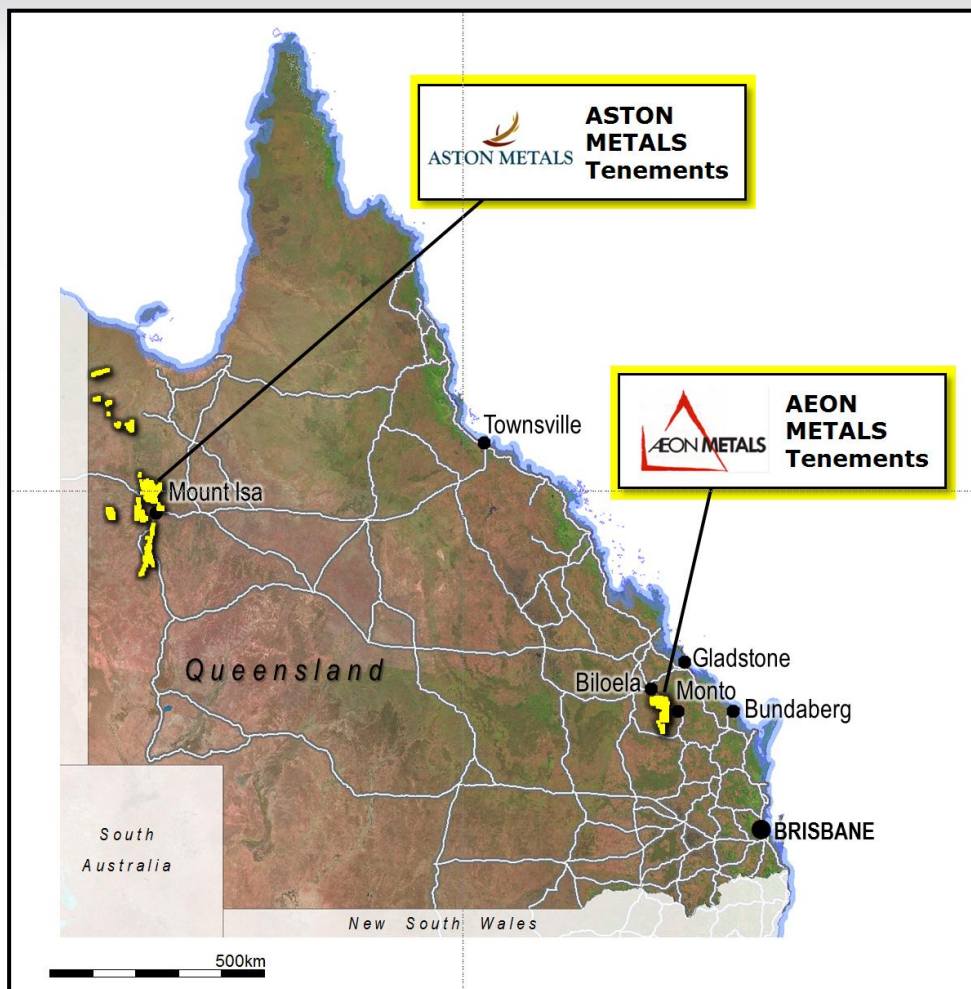 ASTON METALS
ASTON
METALS
Tenements
AEON METALS
AEON
METALS
Tenements
Townsville
Mount Isa
Queensland
Gladstone
Biloela
Monto
Bundaberg
BRISBANE
South
Australia
New South Wales
500km